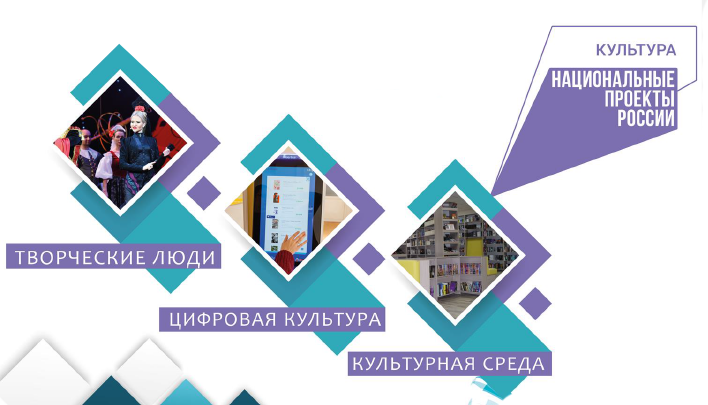 КУЛЬТУРА
НАЦИОНАЛЬНЫЕ
ПРОЕКТЫ
РОССИИ
ТВОРЧЕСКИЕ ЛЮДИ
ЦИФРОВАЯ КУЛЬТУРА
КУЛЬТУРНАЯ СРЕДА